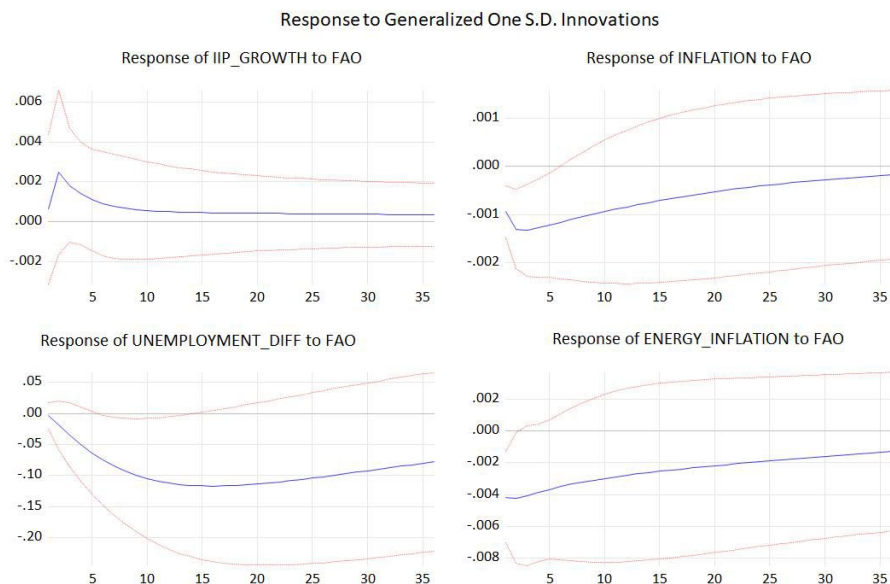 Response to Generalized One S.D. Innovations
Response of IIP_GROWTH to FAO
.006
.004
.002
.000
-.002
5 10 15 20 25 30 35
Response of INFLATION to FAO
.001
.000
-.001
-.002
5 10 15 20 25 30 35
Response of UNEMPLOYMENT_DIFF to FAO
.05
.00
-.05
-.10
-.15
-.20
5 10 15 20 25 30 35
Response of ENERGY_INFLATION to FAO
.002
.000
-.002
-.004
-.006
-.008
5 10 15 20 25 30 35